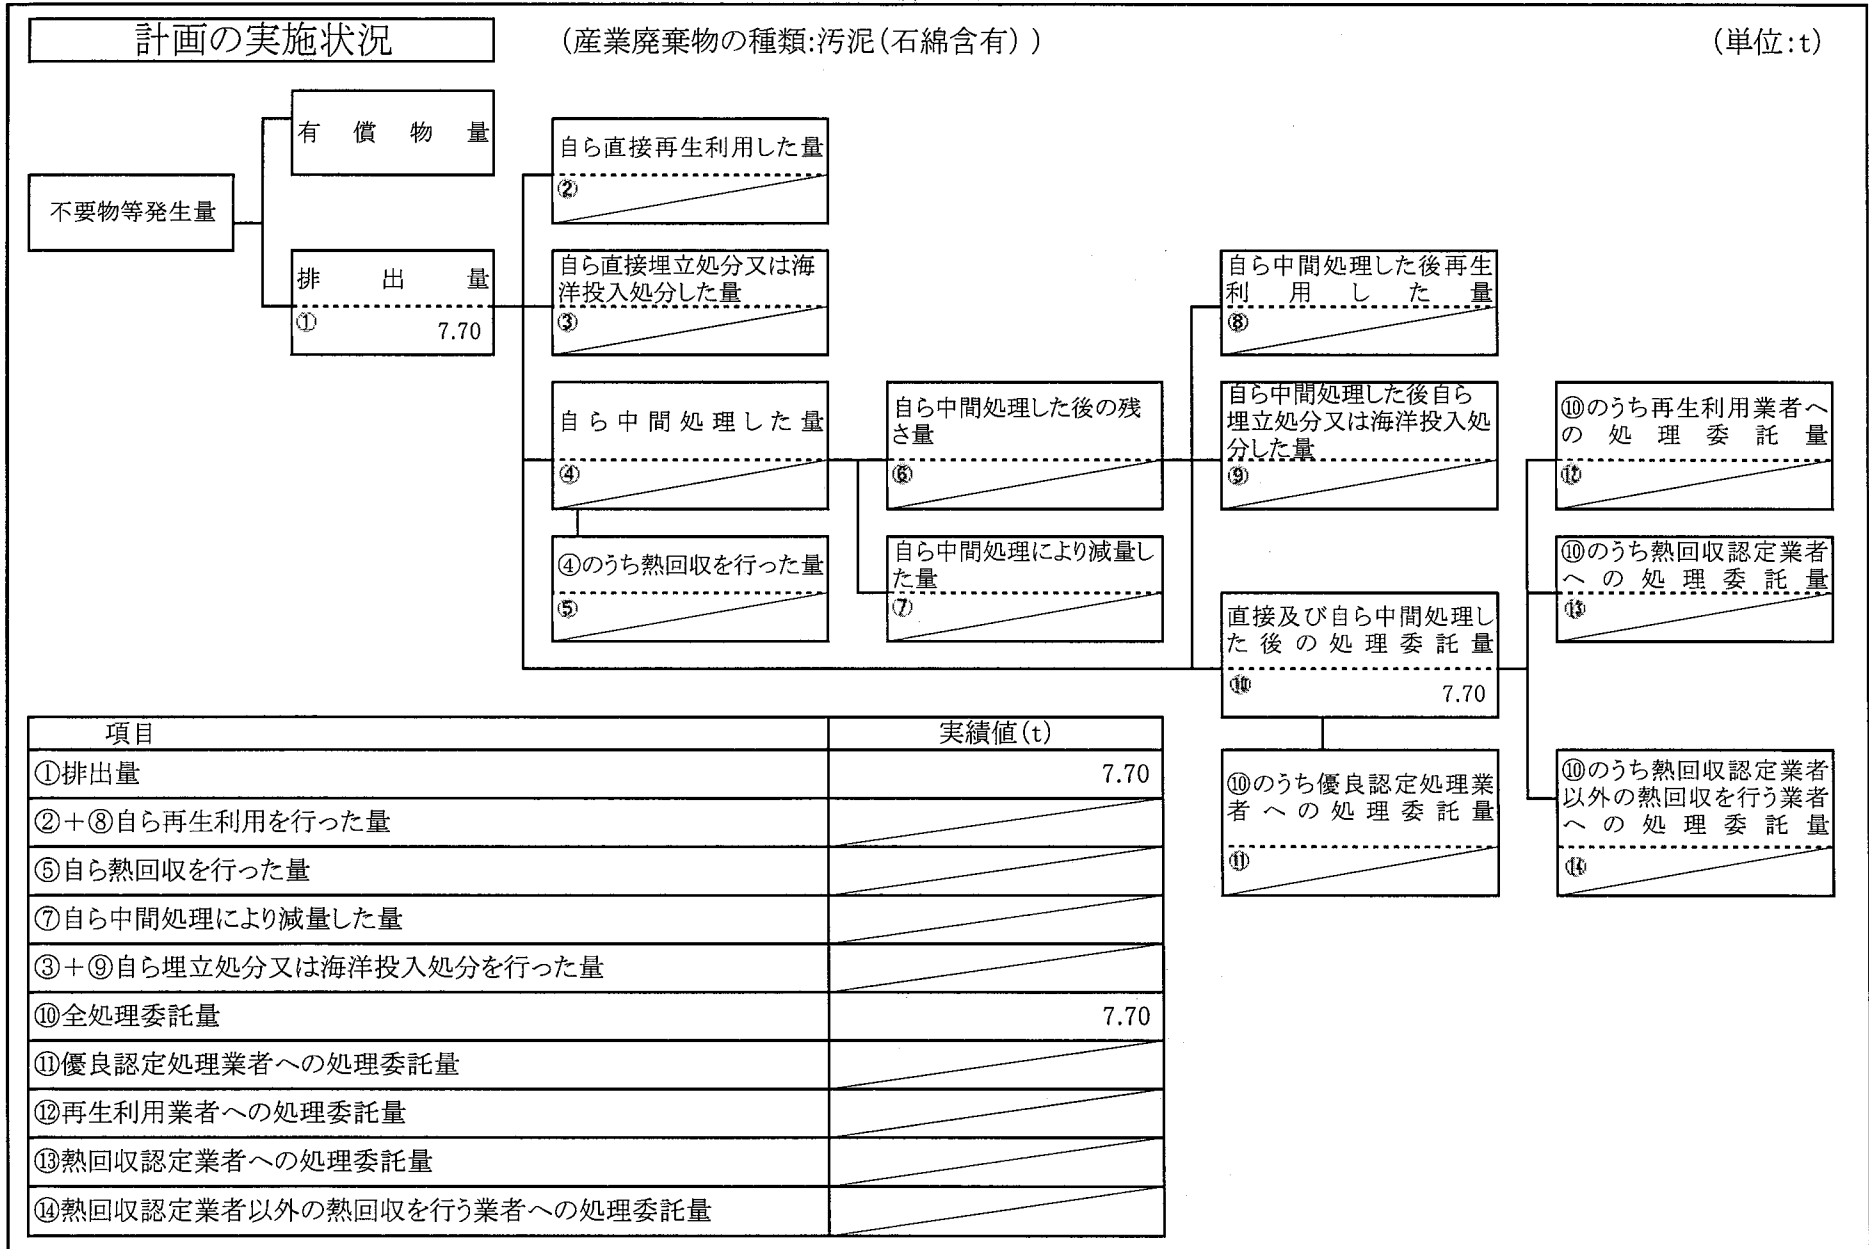 計画の実施状況
（産業廃棄物の種類:汚泥（石綿含有））
（単位:t）
不要物等発生量
有償物量
排出量
①
7.70
自ら直接再生利用した量
②
自ら直接埋立処分又は海
洋投入処分した量
③
自ら中間処理した量
④
④のうち熱回収を行った量
⑤
自ら中間処理した後の残
さ量
⑥
自ら中間処理により減量し
た量
⑦
自ら中間処理した後再生
利用した量
⑧
自ら中間処理した後自ら
埋立処分又は海洋投入処
分した量
⑨
直接及び自ら中間処理し
た後の処理委託量
⑩
7.70
⑩のうち優良認定処理業
者への処理委託量
⑪
⑩のうち再生利用業者へ
の処理委託量
⑫
⑩のうち熱回収認定業者
への処理委託量
⑬
⑩のうち熱回収認定業者
以外の熱回収を行う業者
への処理委託量
⑭
項目 実績値（t）
①排出量 7.70
②＋⑧自ら再生利用を行った量
⑤自ら熱回収を行った量
⑦自ら中間処理により減量した量
③＋⑨自ら埋立処分又は海洋投入処分を行った量
⑩全処理委託量 7.70
⑪優良認定処理業者への処理委託量
⑫再生利用業者への処理委託量
⑬熱回収認定業者への処理委託量
⑭熱回収認定業者以外の熱回収を行う業者への処理委託量